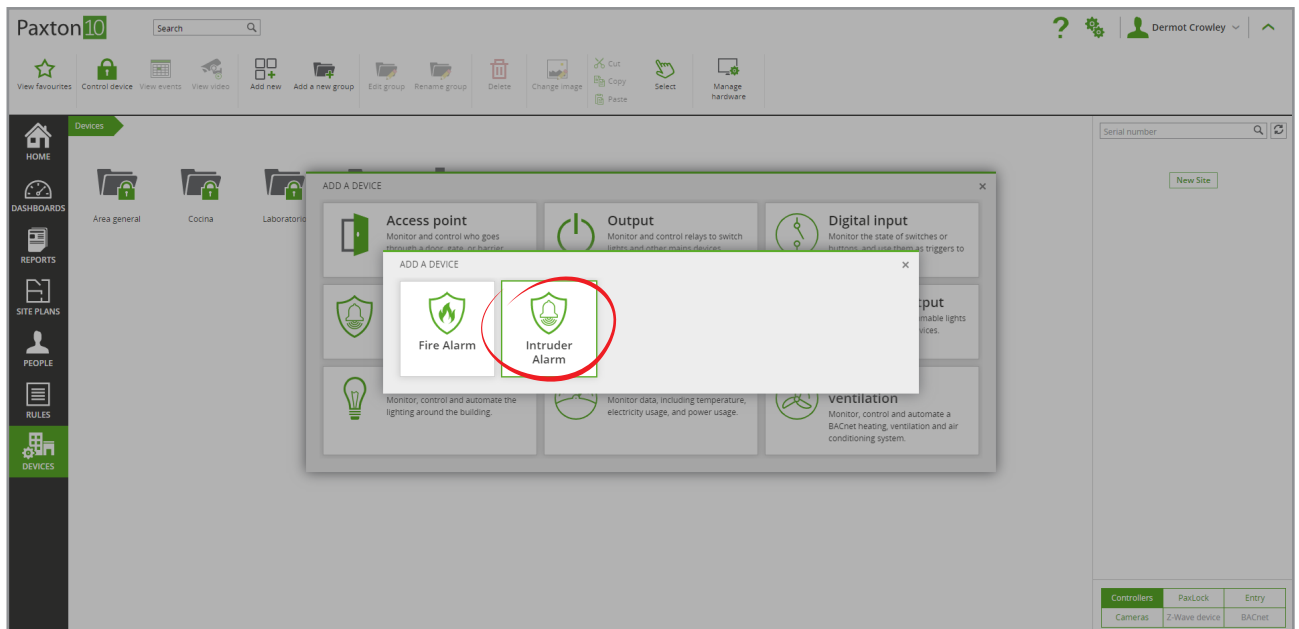 Paxton10
Search
Dermot Crowley
View favourites
Control device
View events
View video
Add new
Add a new group
Edit group
Rename group
Delete
Change image
Cut
Copy
Paste
Select
Manage
hardware
HOME
DASHBOARDS
REPORTS
SITE PLANS
PEOPLE
RULES
DEVICES
Devices
Area general
Cocina
Laboratorio
ADD A DEVICE
Access point
Monitor and control who goes
through a door, gate, or barrier.
Output
Monitor and control relays to switch
lights and other mains devices.
Digital input
Monitor the state of switches or
buttons, and use them as triggers to
ADD A DEVICE
Fire Alarm
Intruder
Alarm
Monitor, control and automate the
lighting around the building.
Monitor data, including temperature,
electricity usage, and power usage.
ventilation
Monitor, control and automate a
BACnet heating, ventilation and air
conditioning system.
Serial number
New Site
Controllers
PaxLock
Entry
Cameras
Z-Wave device
BACnet